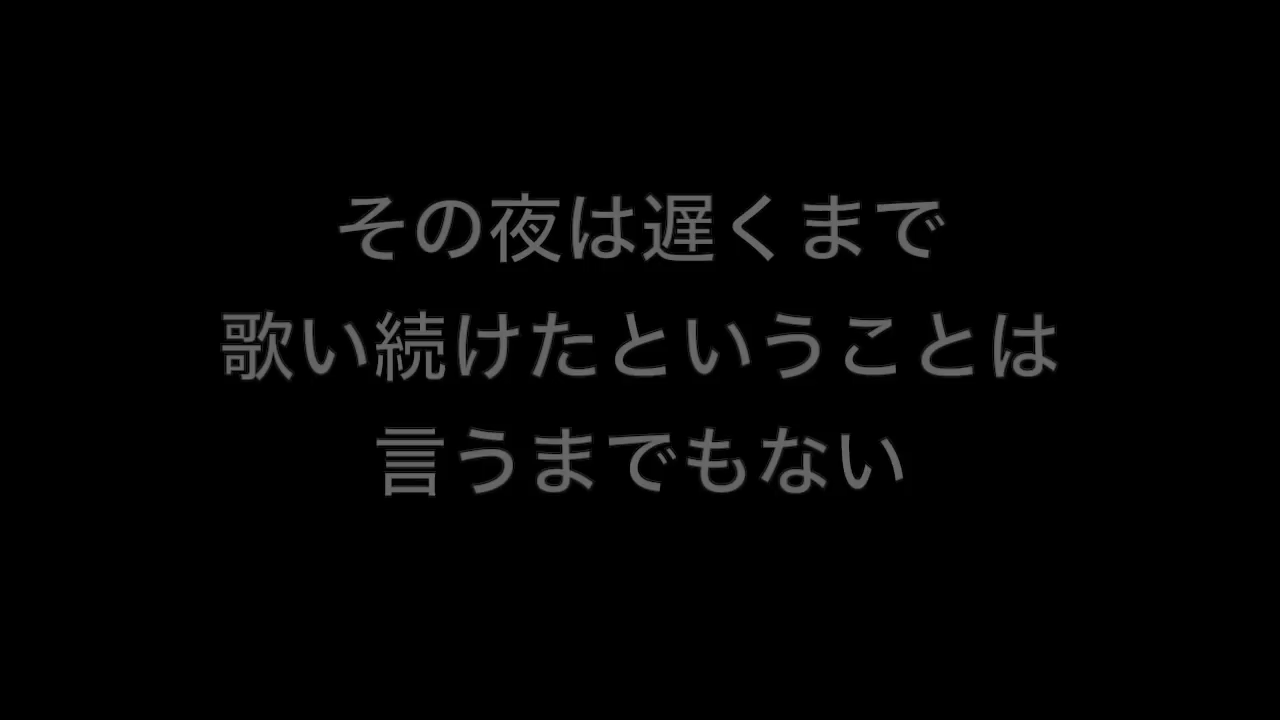 その夜は遅くまで
歌い続けたということは
言うまでもない